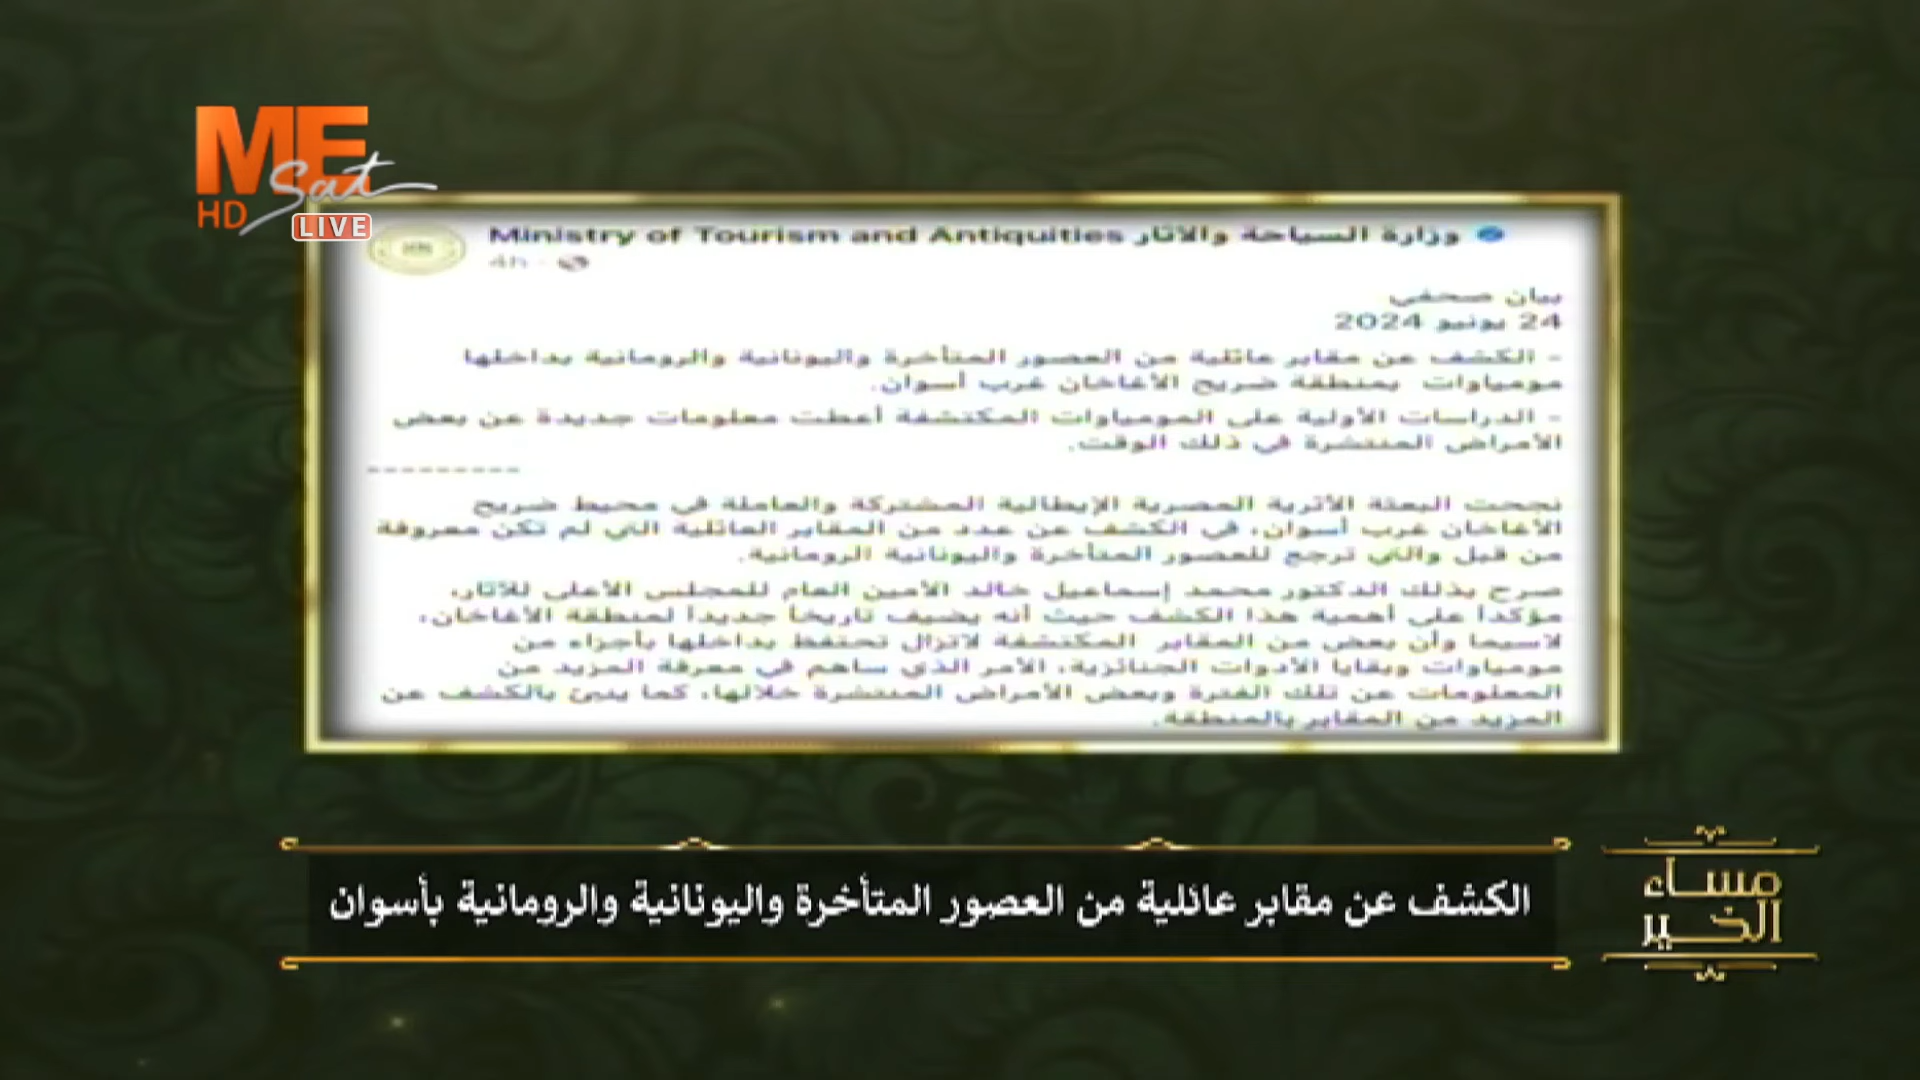 ME
Sat
HD
LIVE
Ministry of Tourism and Antiquities وزارة السياحة والآثار
4h
بيان صحفي
24 يونيو 2024
- الكشف عن مقابر عائلية من العصور المتأخرة واليونانية والرومانية بداخلها
مومياوات بمنطقة ضريح الأغاخان غرب أسوان.
- الدراسات الأولية على المومياوات المكتشفة أعطت معلومات جديدة عن بعض
الأمراض المنتشرة في ذلك الوقت.
---------
نجحت البعثة الأثرية المصرية الإيطالية المشتركة والعاملة في محيط ضريح
الأغاخان غرب أسوان، في الكشف عن عدد من المقابر العائلية التي لم تكن معروفة
من قبل والتي ترجع للعصور المتأخرة واليونانية الرومانية.
صرح بذلك الدكتور محمد إسماعيل خالد الأمين العام للمجلس الأعلى للآثار،
مؤكداً على أهمية هذا الكشف حيث أنه يضيف تاريخاً جديداً لمنطقة الأغاخان،
لاسيما وأن بعض من المقابر المكتشفة لاتزال تحتفظ بداخلها بأجزاء من
مومياوات وبقايا الأدوات الجنائزية، الأمر الذي ساهم في معرفة المزيد من
المعلومات عن تلك الفترة وبعض الأمراض المنتشرة خلالها، كما ينبئ بالكشف عن
المزيد من المقابر بالمنطقة.
الكشف عن مقابر عائلية من العصور المتأخرة واليونانية والرومانية بأسوان
مساء
الخير